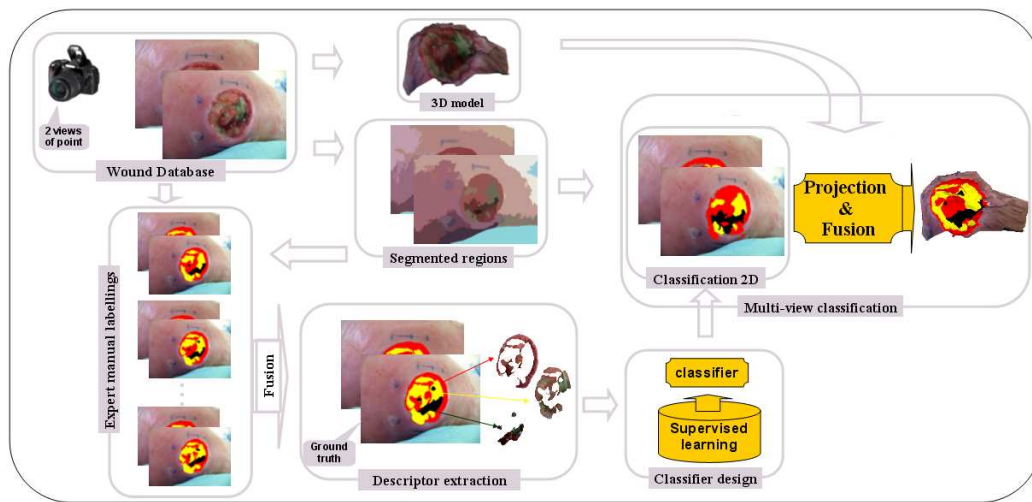 2 views
of point
Wound Database
3D model
Segmented regions
Expert manual labellings
Fusion
Ground
truth
Descriptor extraction
classifier
Supervised
learning
Classifier design
Classification 2D
Projection
&
Fusion
Multi-view classification